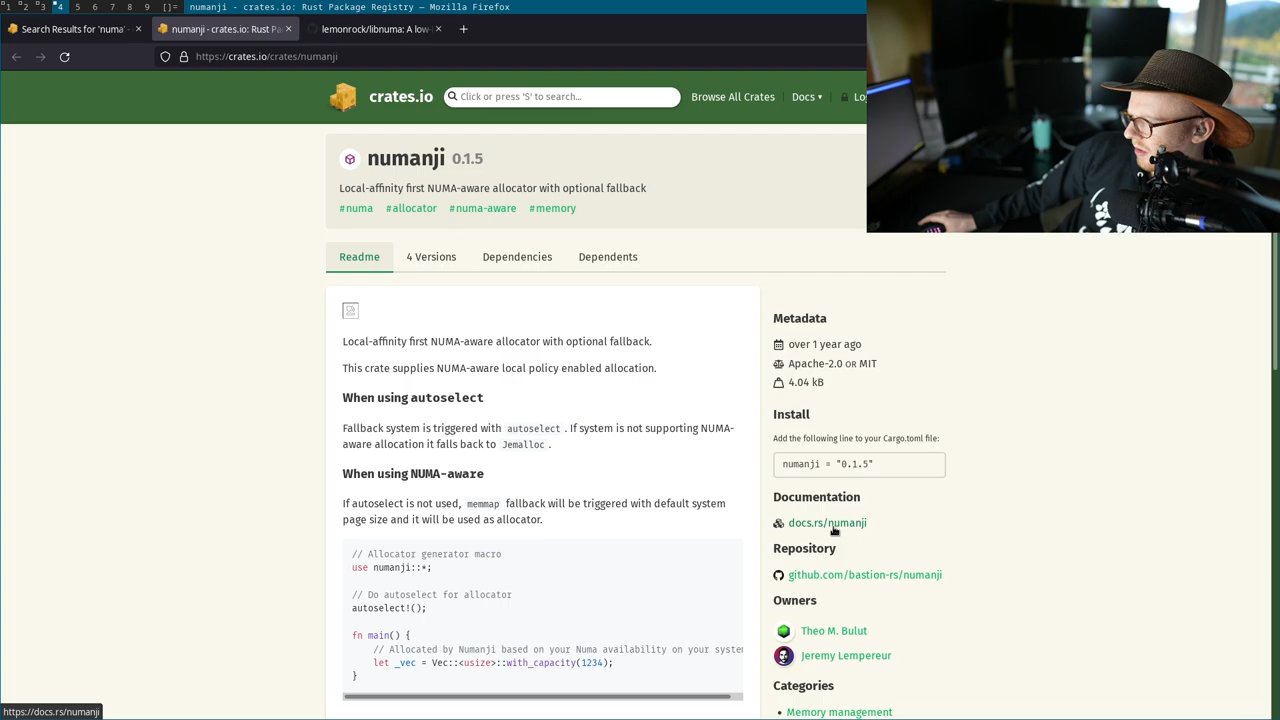 1 2 3 4 5 6 7 8 9 []= numanji - crates.io: Rust Package Registry — Mozilla Firefox
Search Results for 'numa' -
numanji - crates.io: Rust Pa
lemonrock/libnuma: A low-l
https://crates.io/crates/numanji
crates.io
Click or press 'S' to search...
Browse All Crates
Docs
Lo
numanji 0.1.5
Local-affinity first NUMA-aware allocator with optional fallback
#numa #allocator #numa-aware #memory
Readme
4 Versions
Dependencies
Dependents
Local-affinity first NUMA-aware allocator with optional fallback.
This crate supplies NUMA-aware local policy enabled allocation.
When using autoselect
Fallback system is triggered with autoselect. If system is not supporting NUMA-
aware allocation it falls back to Jemalloc.
When using NUMA-aware
If autoselect is not used, memmap fallback will be triggered with default system
page size and it will be used as allocator.
// Allocator generator macro
use numanji::*;
// Do autoselect for allocator
autoselect!();
fn main() {
// Allocated by Numanji based on your Numa availability on your system
let _vec = Vec::<usize>::with_capacity(1234);
}
Metadata
over 1 year ago
Apache-2.0 OR MIT
4.04 kB
Install
Add the following line to your Cargo.toml file:
numanji = "0.1.5"
Documentation
docs.rs/numanji
Repository
github.com/bastion-rs/numanji
Owners
Theo M. Bulut
Jeremy Lempereur
Categories
• Memory management
https://docs.rs/numanji